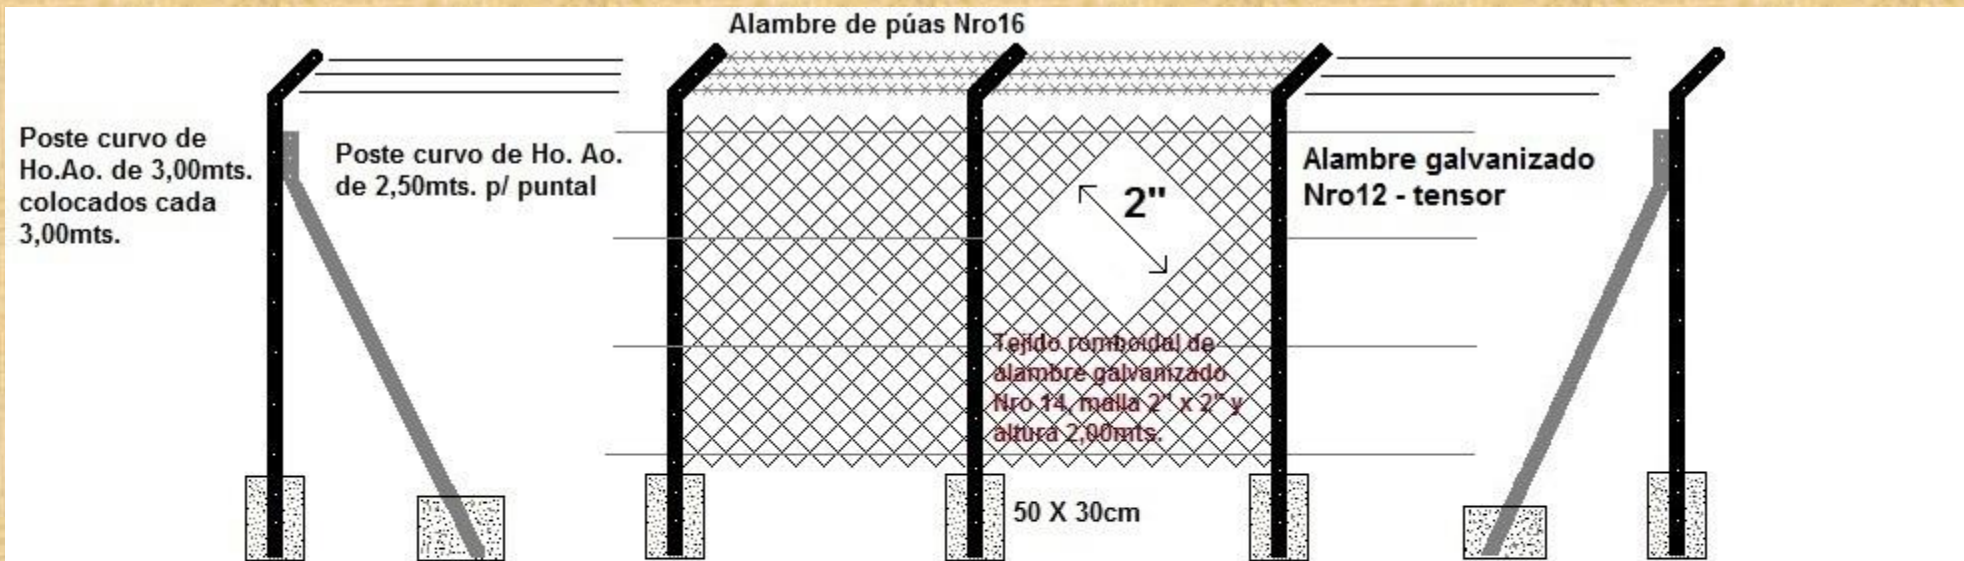 Alambre de púas Nro16
Poste curvo de
Ho.Ao. de 3,00mts.
colocados cada
3,00mts.
Poste curvo de Ho. Ao.
de 2,50mts. p/ puntal
2"
Alambre galvanizado
Nro12 - tensor
Tejido romboidal de
alambre galvanizado
Nro 14, malla 2" x 2" y
altura 2,00mts.
50 X 30cm